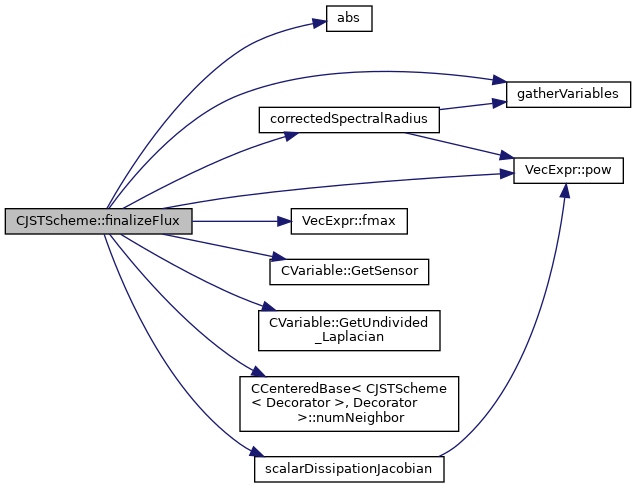 abs
gatherVariables
correctedSpectralRadius
VecExpr::pow
CJSTScheme::finalizeFlux
VecExpr::fmax
CVariable::GetSensor
CVariable::GetUndivided
_Laplacian
CCenteredBase< CJSTScheme
< Decorator >, Decorator
>::numNeighbor
scalarDissipationJacobian